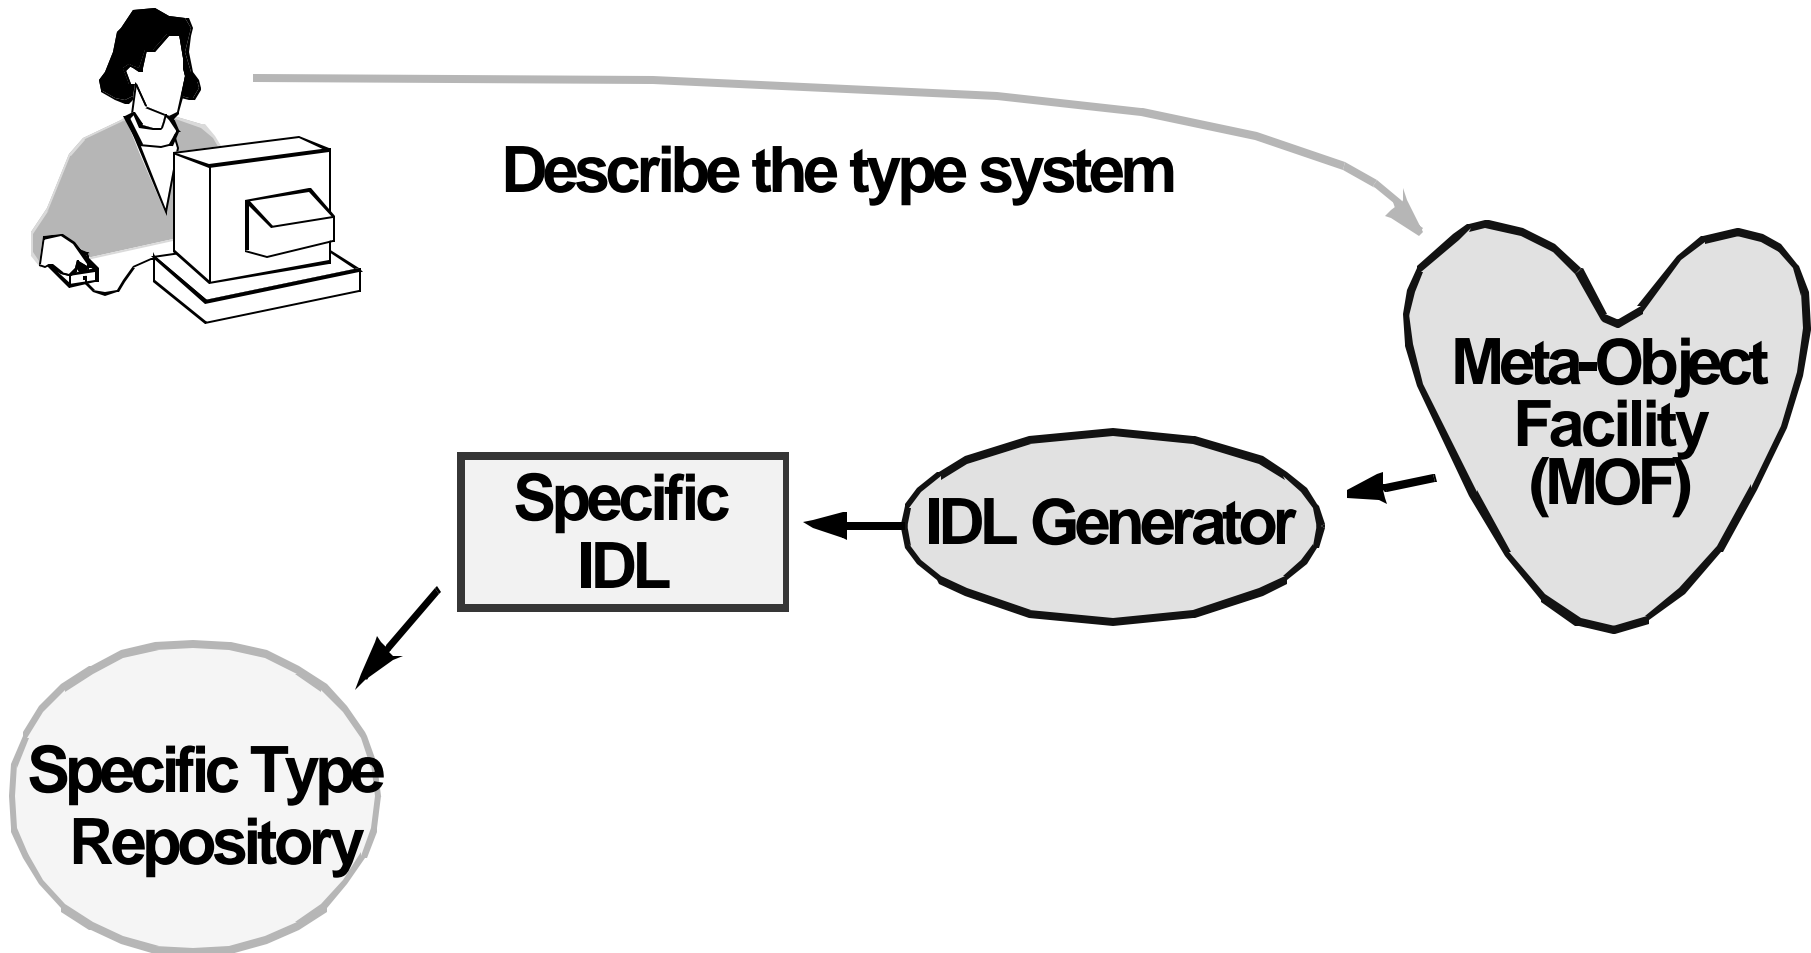 Describe the type system
Meta-Object
Facility
(MOF)
IDL Generator
Specific
IDL
Specific Type
Repository